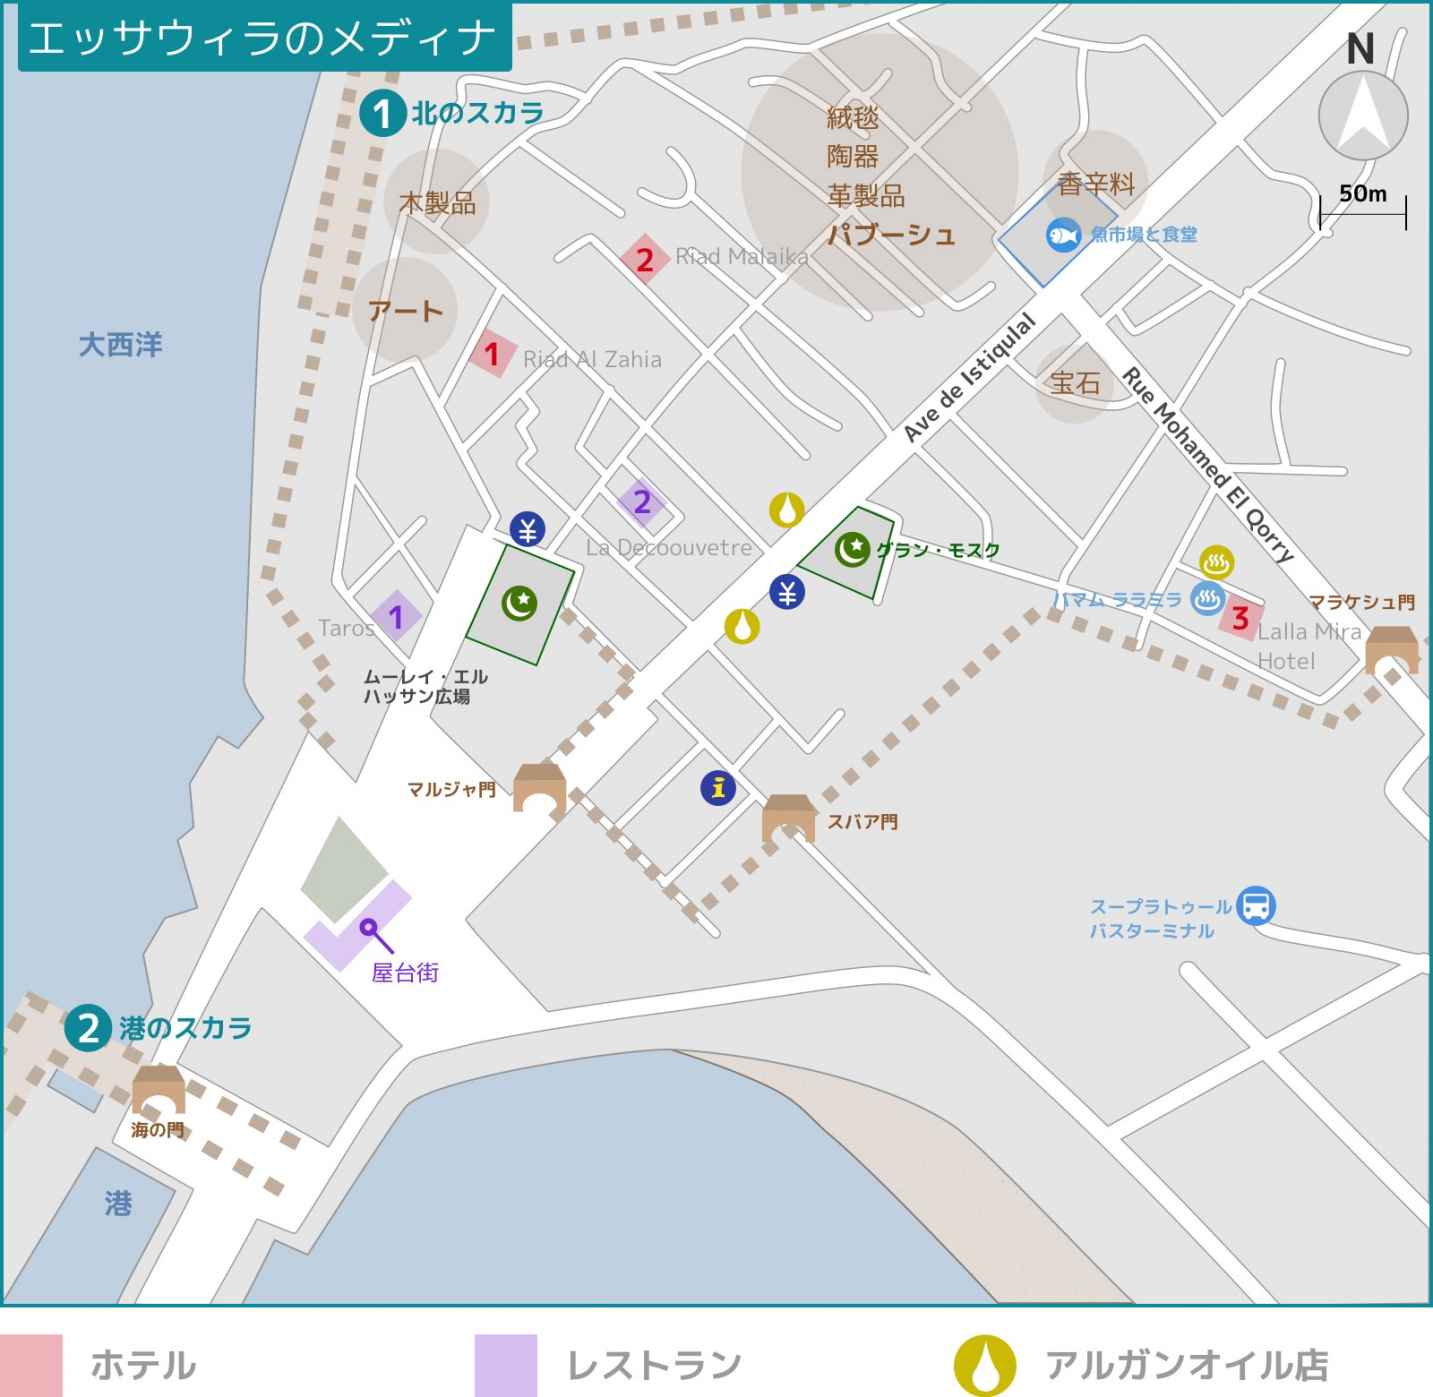 エッサウィラのメディナ
N
50m
1 北のスカラ
木製品
アート
大西洋
絨毯
陶器
革製品
パブーシュ
香辛料
魚市場と食堂
2 Riad Malaika
1 Riad Al Zahia
宝石
Ave de Istiqulal
Rue Mohamed El Qorry
2
La Decoouvetre
¥
グラン・モスク
¥
ハマム ララミラ
マラケシュ門
3
Lalla Mira
Hotel
1
Taros
ムーレイ・エル
ハッサン広場
マルジャ門
i
スバア門
スープラトゥール
バスターミナル
屋台街
2 港のスカラ
海の門
港
ホテル
レストラン
アルガンオイル店